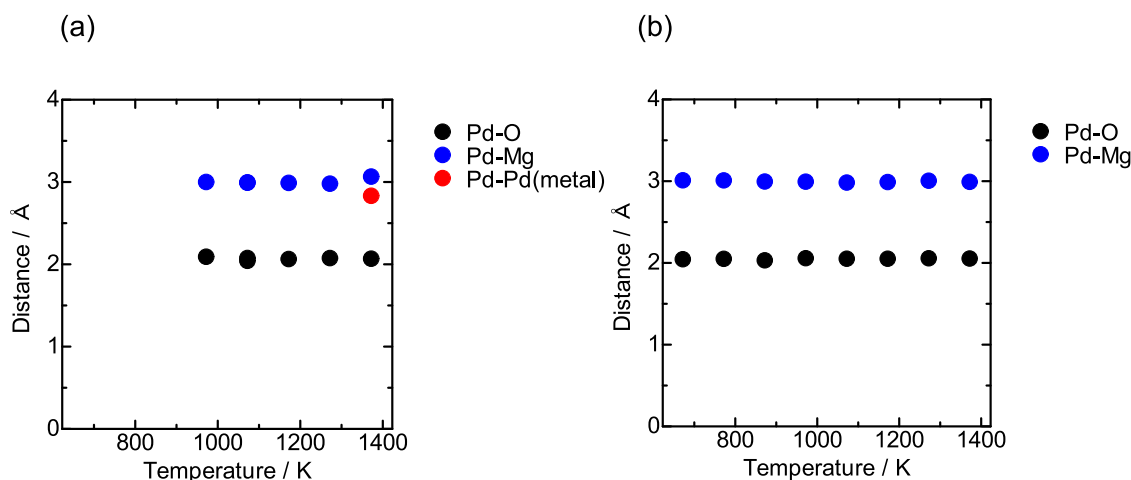 (a)
4
3
2
1
0
800
1000
1200
1400
Distance / Å
Temperature / K
Pd-O
Pd-Mg
Pd-Pd(metal)
(b)
4
3
2
1
0
800
1000
1200
1400
Distance / Å
Temperature / K
Pd-O
Pd-Mg